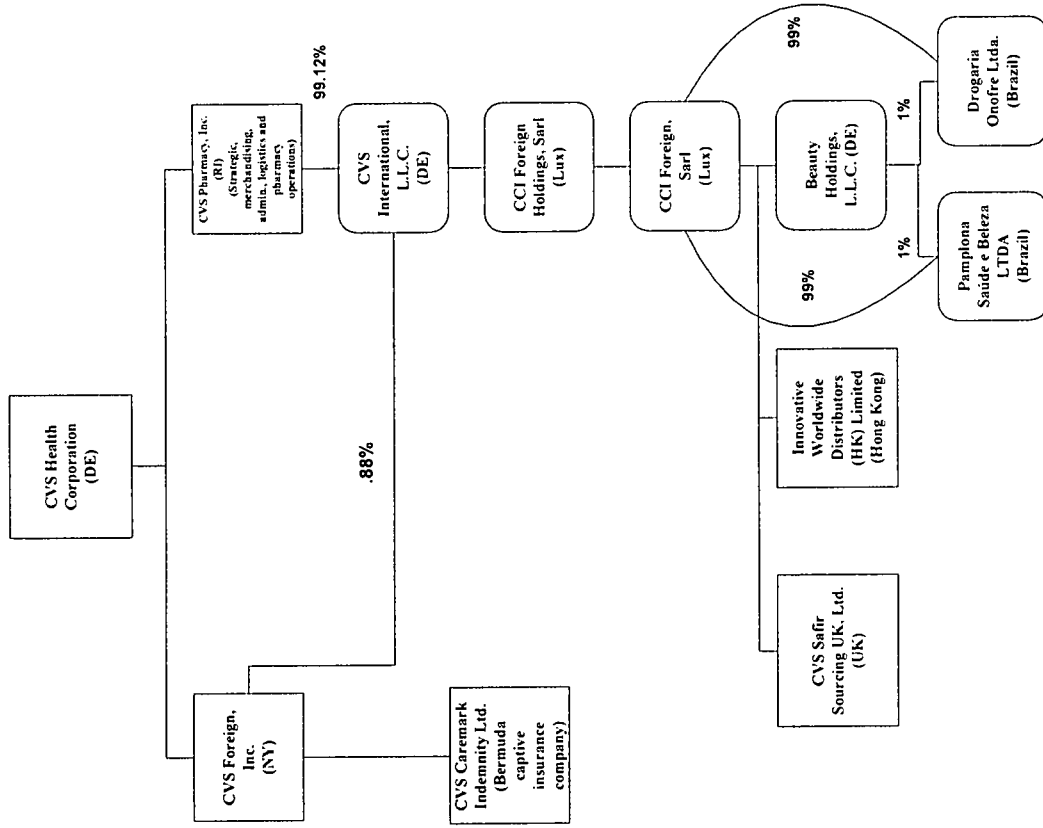 CVS Health
Corporation
(DE)
CVS Foreign,
Inc.
(NY)
CVS Pharmacy, Inc.
(RI)
(Strategic,
merchandising,
admin, logistics and
pharmacy
operations)
99.12%
.88%
CVS Caremark
Indemnity Ltd.
(Bermuda
captive
insurance
company)
CVS
International,
L.L.C.
(DE)
CCI Foreign
Holdings, Sarl
(Lux)
CCI Foreign,
Sarl
(Lux)
99%
99%
CVS Safir
Sourcing UK, Ltd.
(UK)
Innovative
Worldwide
Distributors
(HK) Limited
(Hong Kong)
Beauty
Holdings,
L.L.C. (DE)
1%
1%
Pamplona
Saúde e Beleza
LTDA
(Brazil)
Drogaria
Onofre Ltda.
(Brazil)